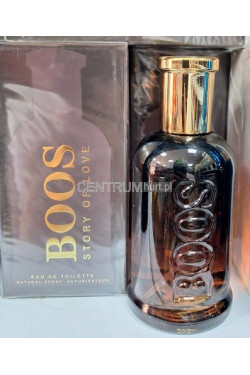 BOOS
STORY OF LOVE
EAU DE TOILETTE
NATURAL SPRAY VAPORISATEUR
BOOS
CENTRUMhurt.pl